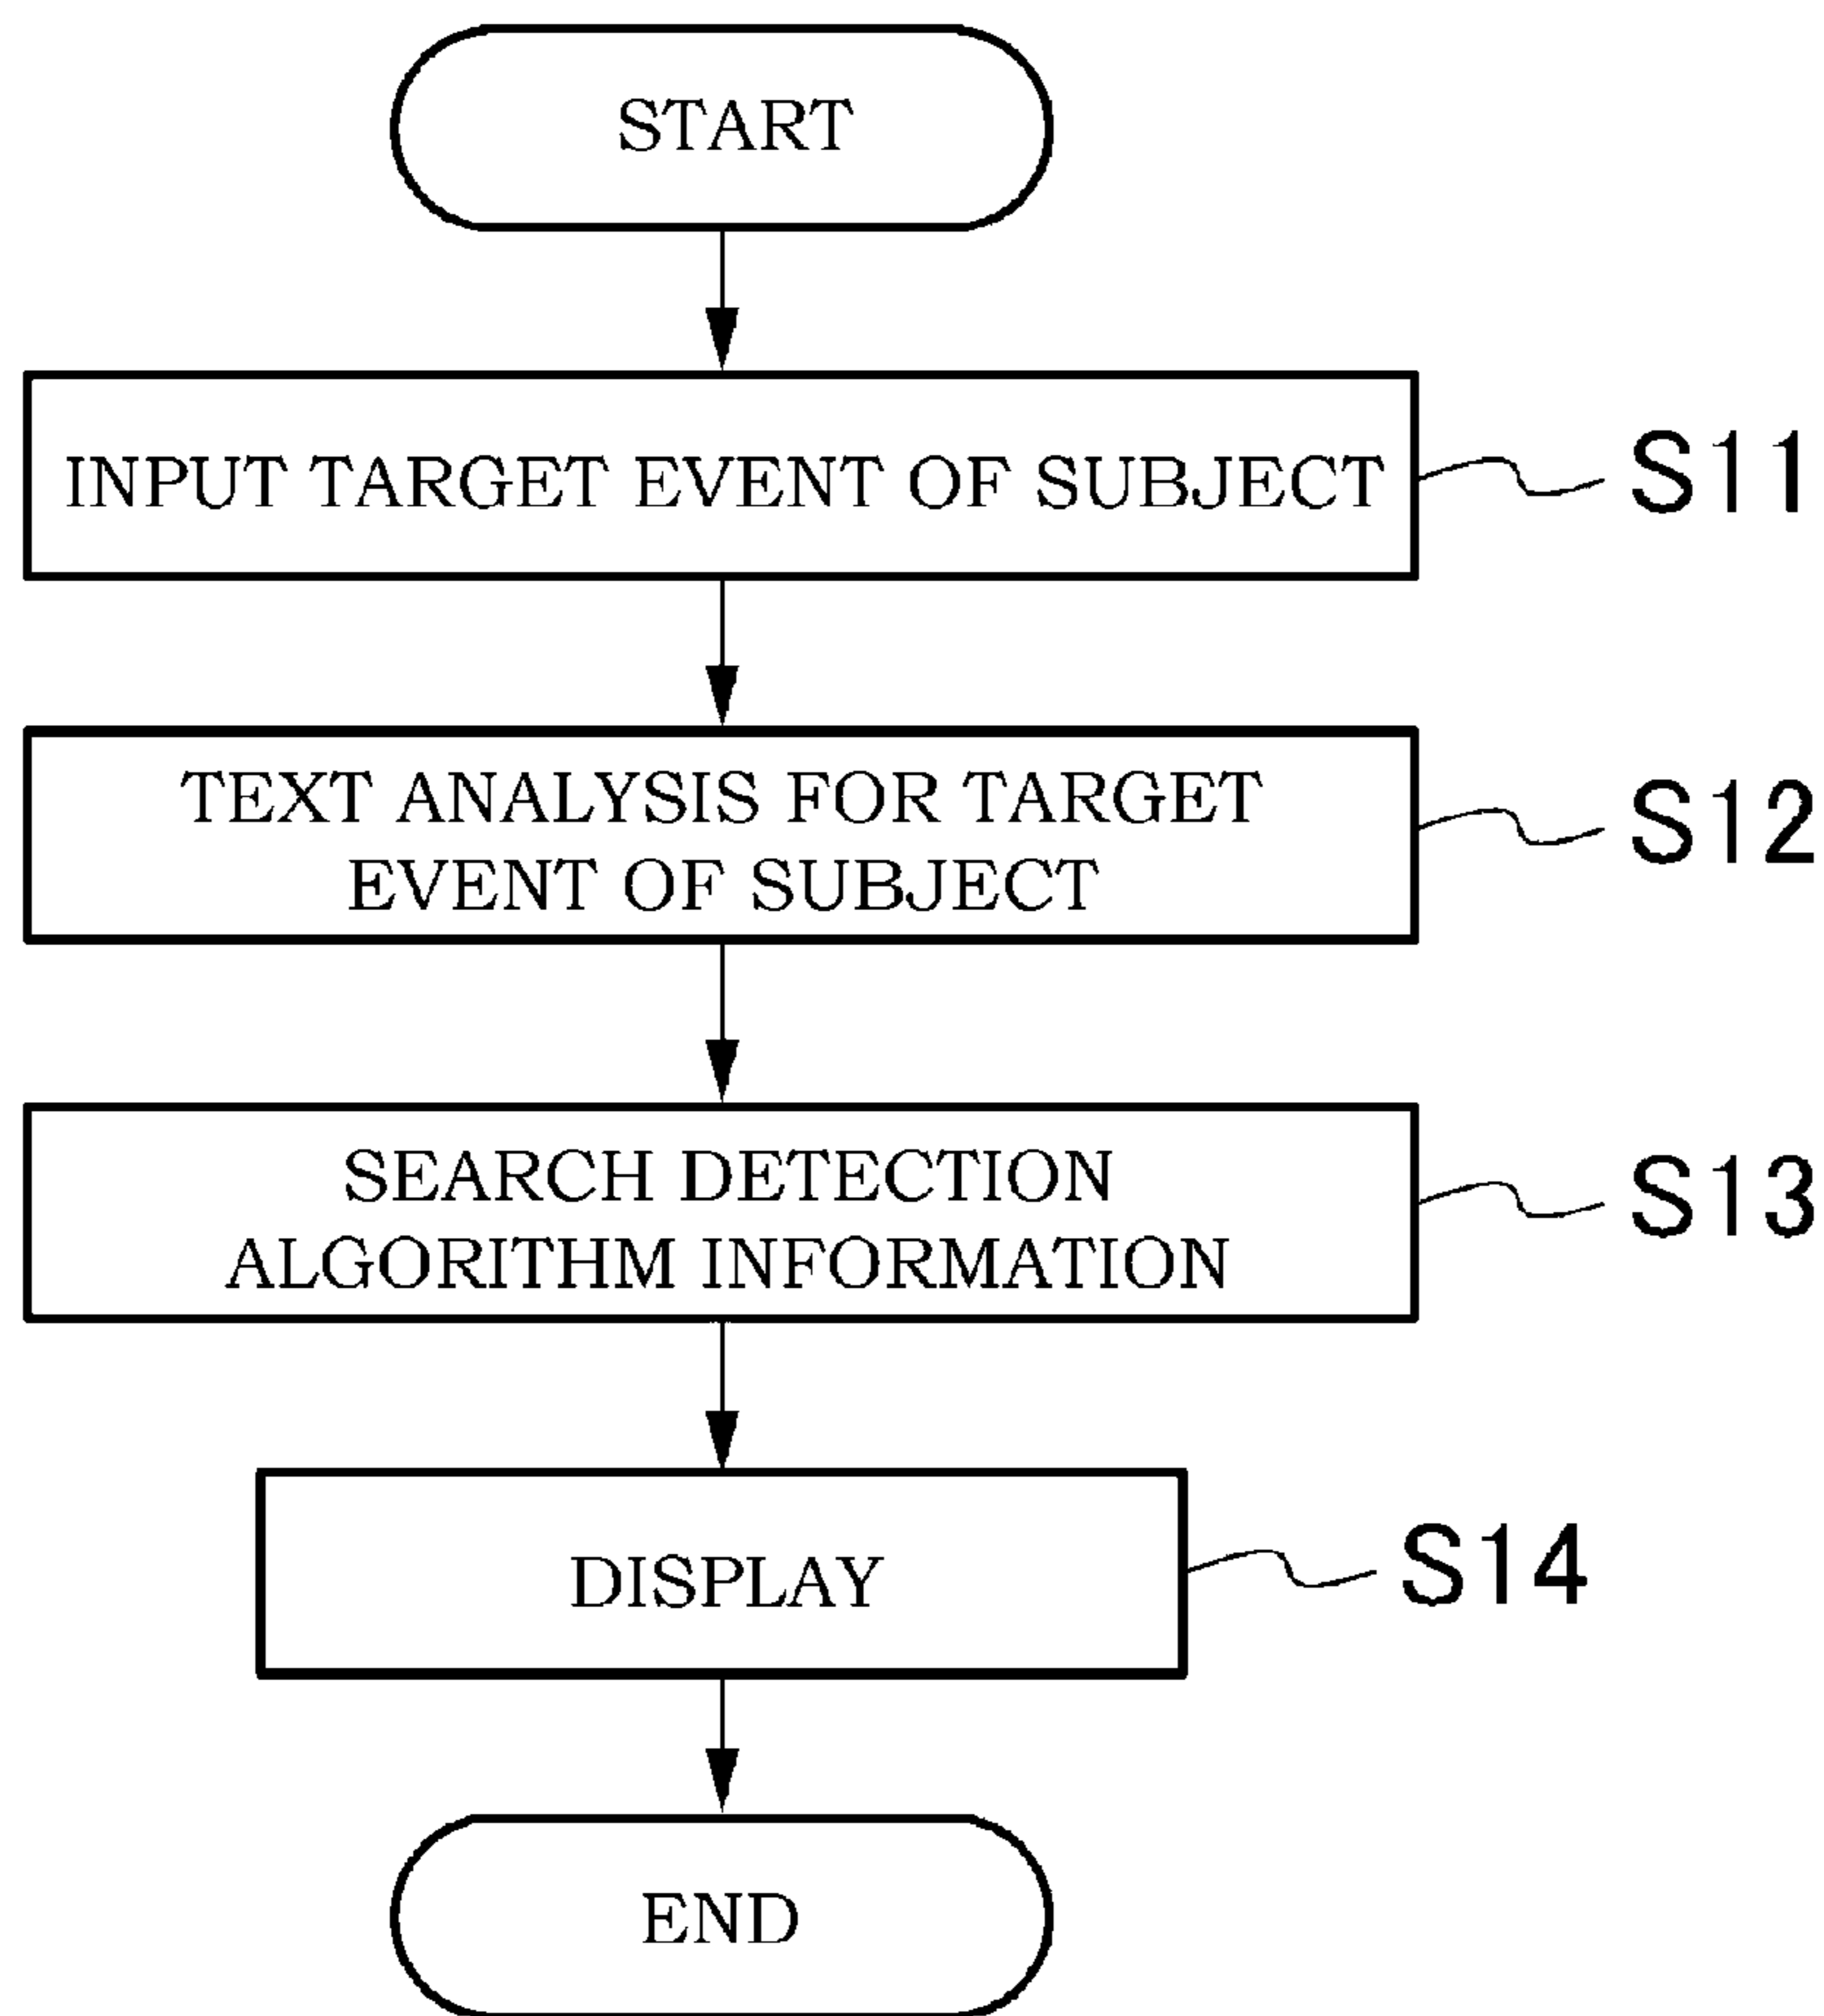 START
INPUT TARGET EVENT OF SUBJECT
S11
TEXT ANALYSIS FOR TARGET
EVENT OF SUBJECT
S12
SEARCH DETECTION
ALGORITHM INFORMATION
S13
DISPLAY
S14
END